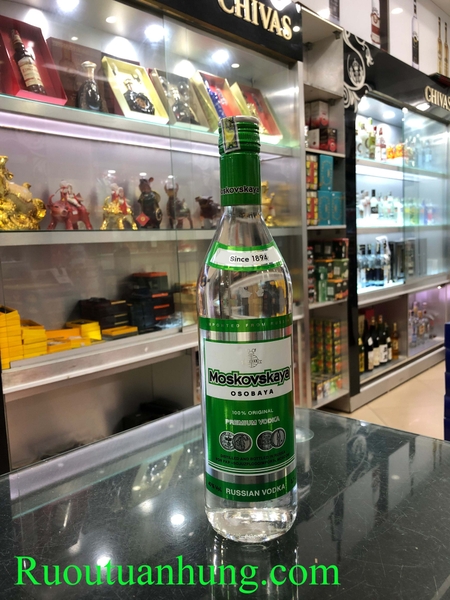 CHIVAS
CHIVAS
Moskovskaya
Since 1894
Moskovskaya
OSOBAYA
100% ORIGINAL
PREMIUM VODKA
RUSSIAN VODKA
Ruoutuanhung.com